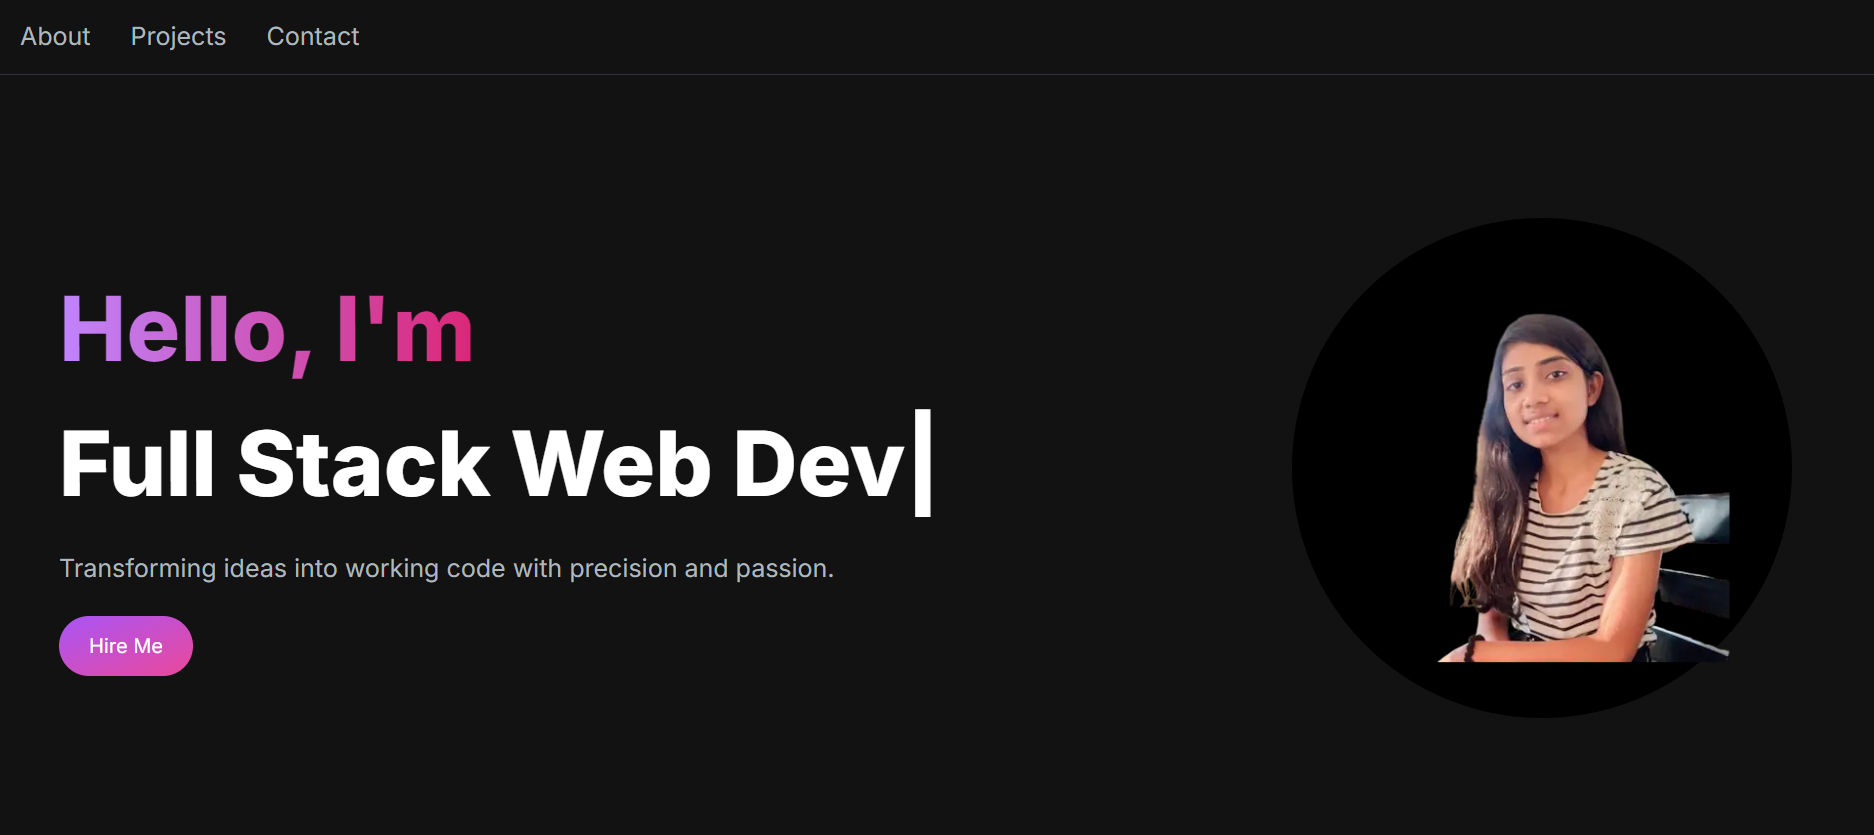 About Projects Contact
Hello, I'm
Full Stack Web Dev|
Transforming ideas into working code with precision and passion.
Hire Me